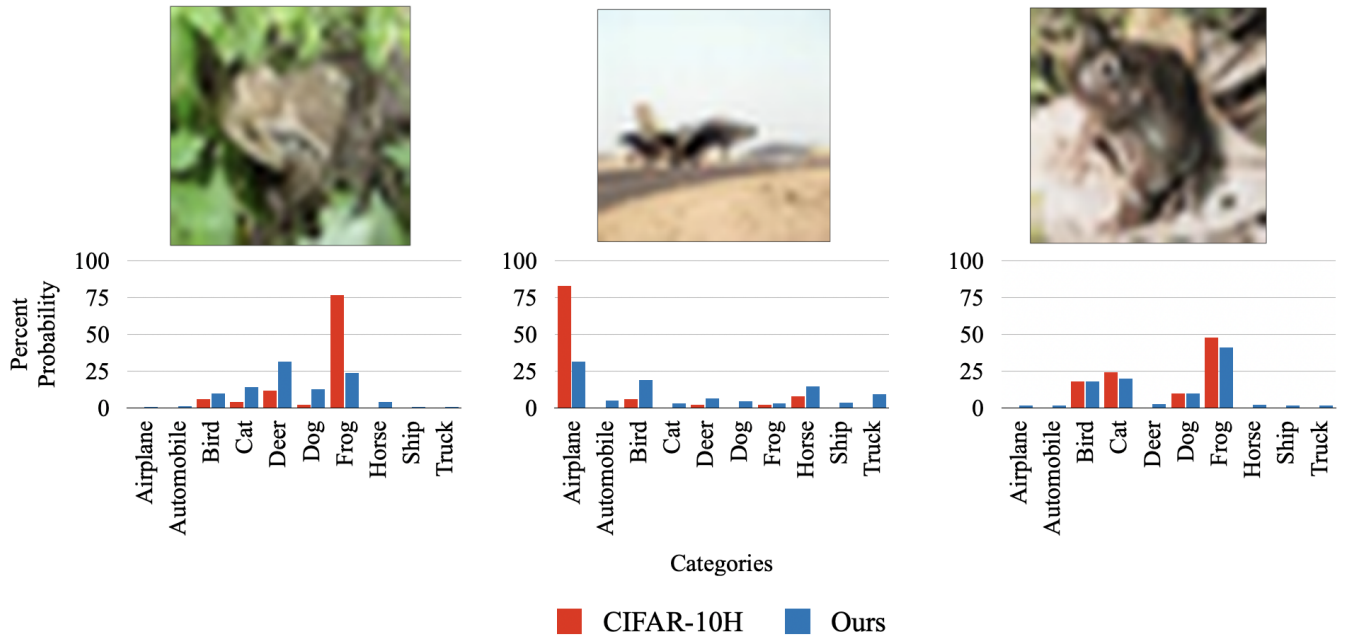 100
75
50
25
0
Percent
Probability
Airplane
Automobile
Bird
Cat
Deer
Dog
Frog
Horse
Ship
Truck
100
75
50
25
0
Airplane
Automobile
Bird
Cat
Deer
Dog
Frog
Horse
Ship
Truck
100
75
50
25
0
Airplane
Automobile
Bird
Cat
Deer
Dog
Frog
Horse
Ship
Truck
Categories
CIFAR-10H
Ours